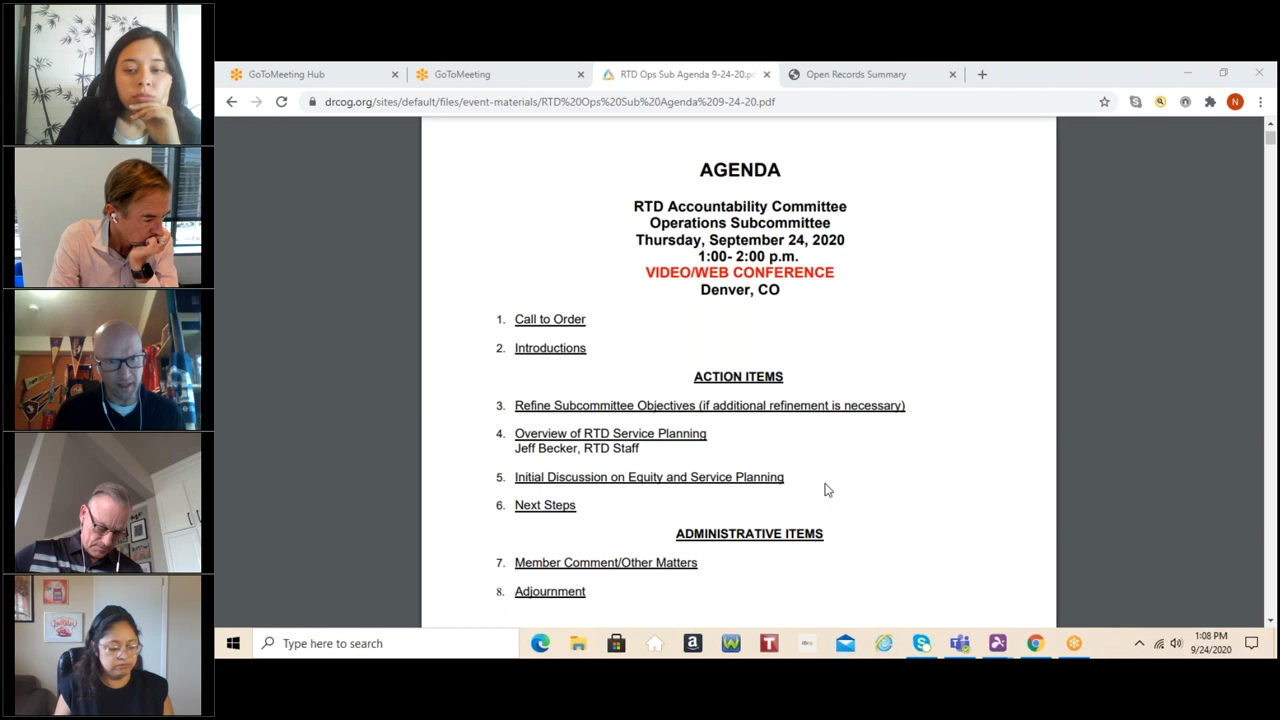 GoToMeeting Hub
GoToMeeting
RTD Ops Sub Agenda 9-24-20.p
Open Records Summary
drcog.org/sites/default/files/event-materials/RTD%20Ops%20Sub%20Agenda%209-24-20.pdf
N
AGENDA
RTD Accountability Committee
Operations Subcommittee
Thursday, September 24, 2020
1:00- 2:00 p.m.
VIDEO/WEB CONFERENCE
Denver, CO
1. Call to Order
2. Introductions
ACTION ITEMS
3. Refine Subcommittee Objectives (if additional refinement is necessary)
4. Overview of RTD Service Planning
Jeff Becker, RTD Staff
5. Initial Discussion on Equity and Service Planning
6. Next Steps
ADMINISTRATIVE ITEMS
7. Member Comment/Other Matters
8. Adjournment
Type here to search
1:08 PM
9/24/2020